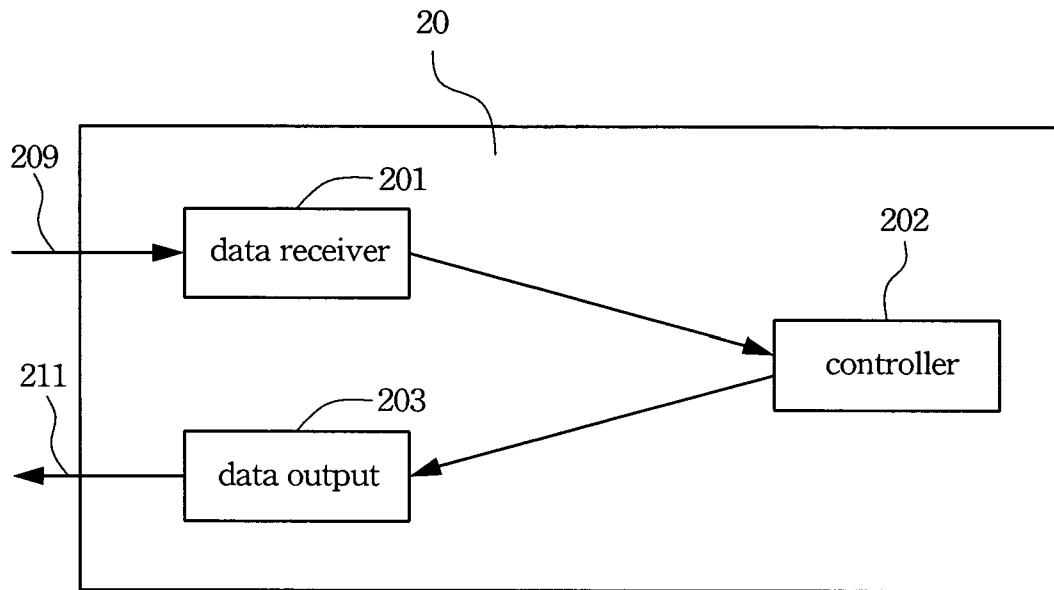 20
209
201
data receiver
202
controller
211
203
data output